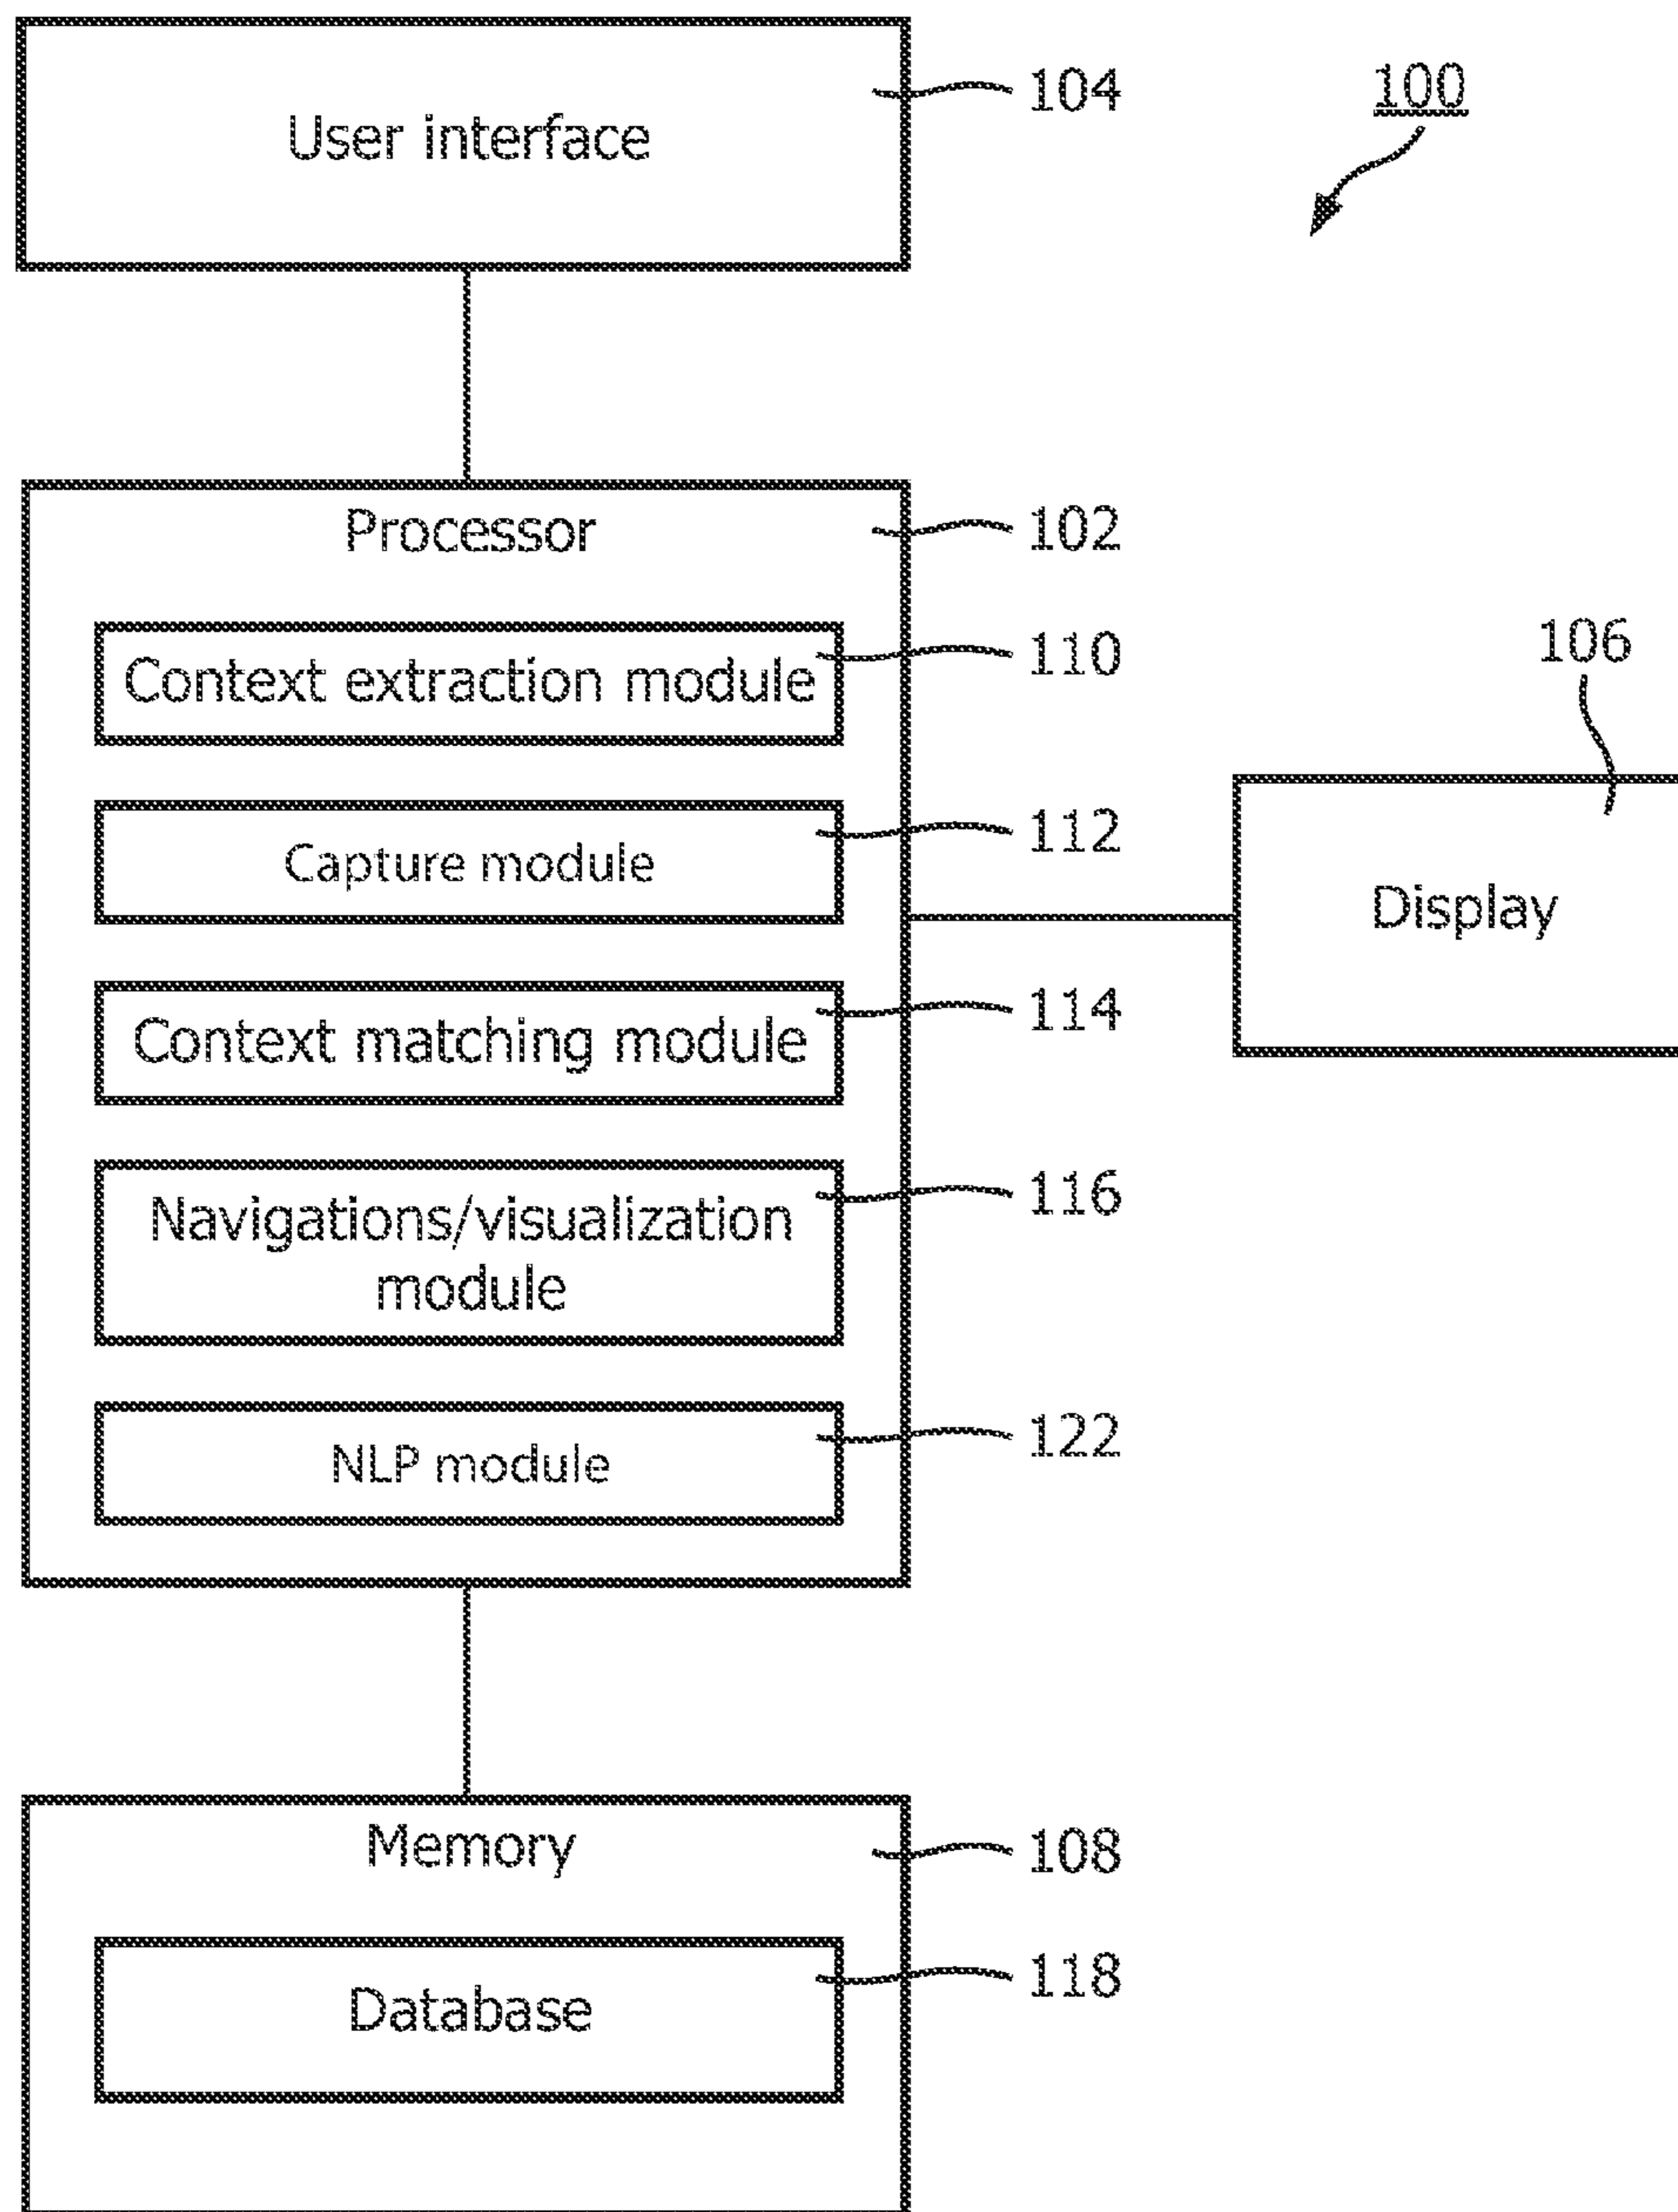 User interface
104
100
Processor
102
Context extraction module
110
106
Capture module
112
Display
Context matching module
114
Navigations/visualization
module
116
NLP module
122
Memory
108
Database
118